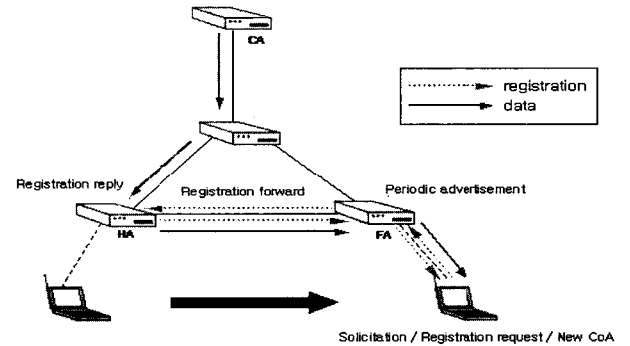 CA
registration
data
Registration reply
Registration forward
Periodic advertisement
HA
FA
Solicitation / Registration request / New CoA